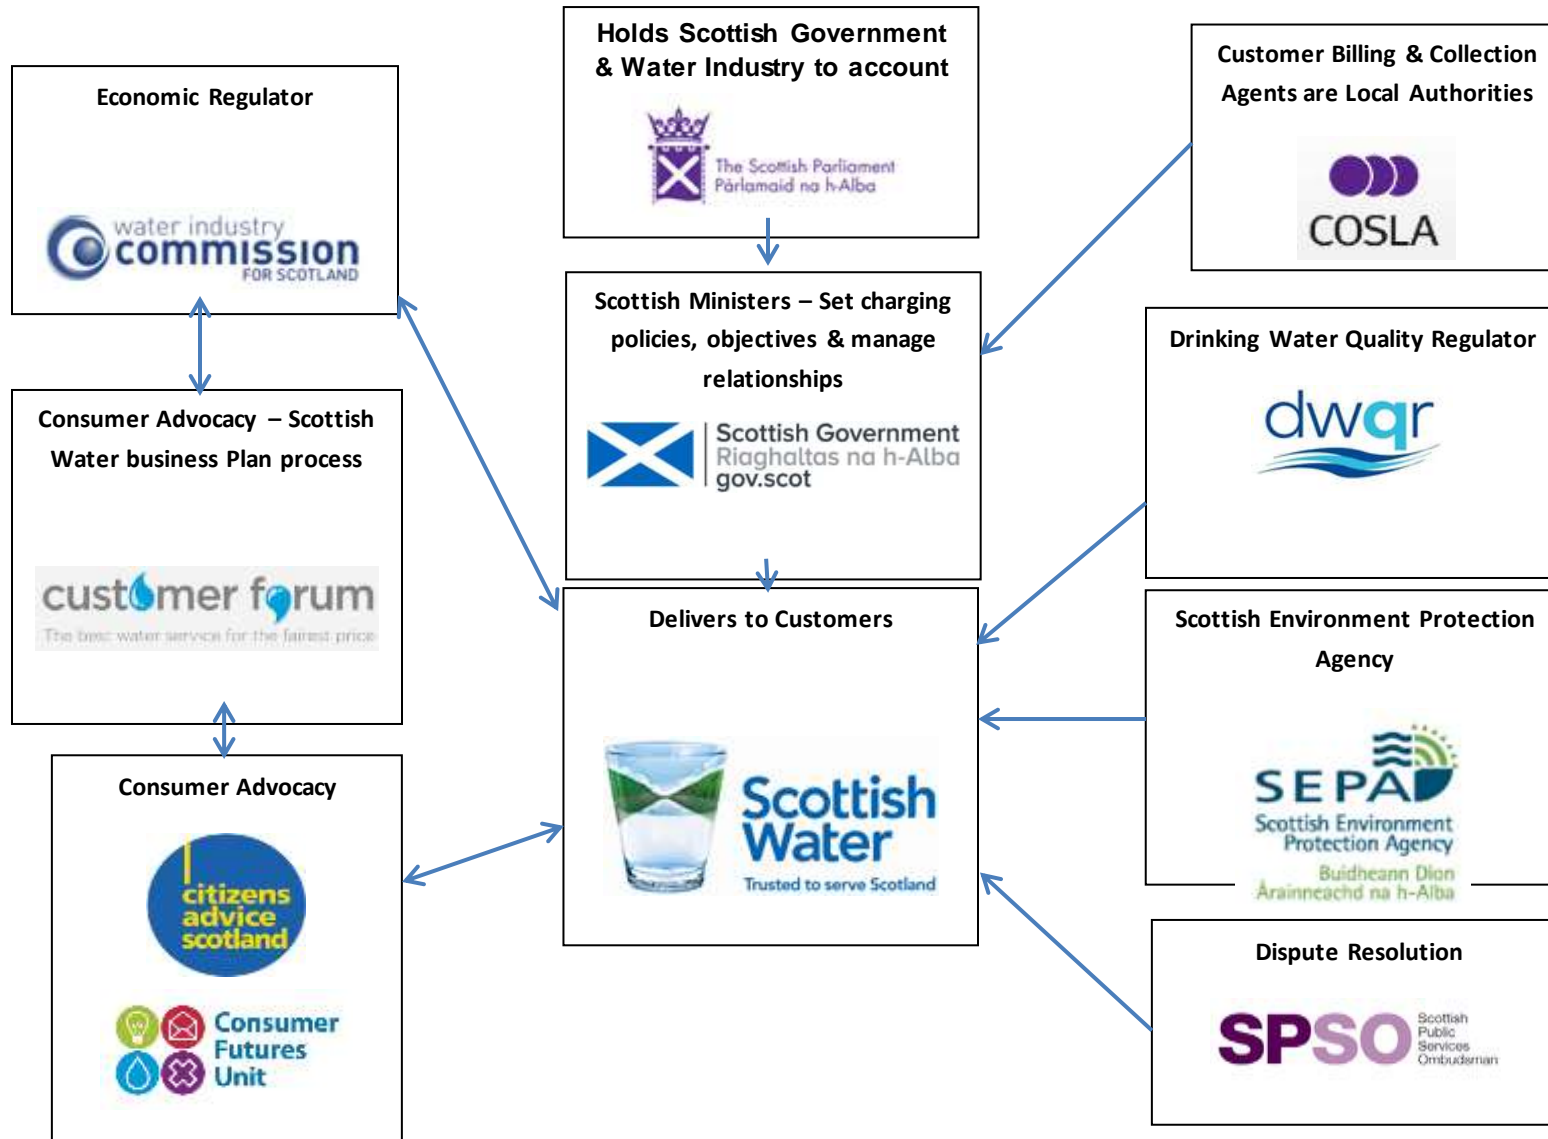 Holds Scottish Government
& Water Industry to account
The Scottish Parliament
Pàrlamaid na h-Alba
Customer Billing & Collection
Agents are Local Authorities
COSLA
Economic Regulator
water industry
commission
FOR SCOTLAND
Scottish Ministers – Set charging
policies, objectives & manage
relationships
Scottish Government
Riaghaltas na h-Alba
gov.scot
Drinking Water Quality Regulator
dwqr
Consumer Advocacy – Scottish
Water business Plan process
customer forum
The best water service for the fairest price
Delivers to Customers
Scottish
Water
Trusted to serve Scotland
Scottish Environment Protection
Agency
SEPA
Scottish Environment
Protection Agency
Buidheann Dìon
Àrainneachd na h-Alba
Consumer Advocacy
citizens
advice
scotland
Consumer
Futures
Unit
Dispute Resolution
SPSO
Scottish
Public
Services
Ombudsman